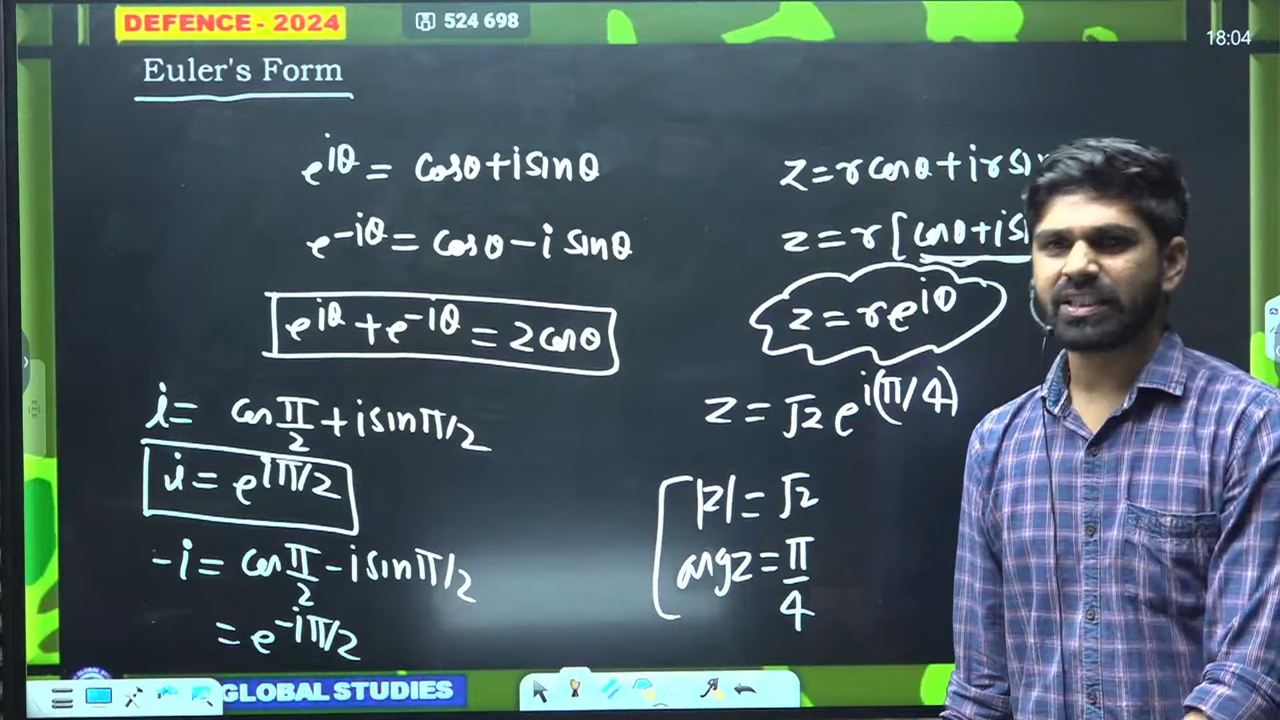 DEFENCE - 2024
524 698
18:04
Euler's Form
e^{iθ} = cosθ+i sinθ
e^{-iθ} = cosθ-i sinθ
e^{iθ}+e^{-iθ} = 2cosθ
i = cos π/2 + i sin π/2
i = e^{iπ/2}
-i = cos π/2 - i sin π/2
= e^{-iπ/2}
z = r cosθ + i r sin
z = r [cosθ+i si
z = re^{iθ}
z = √2 e^{i(π/4)}
|z| = √2
arg z = π/4
GLOBAL STUDIES